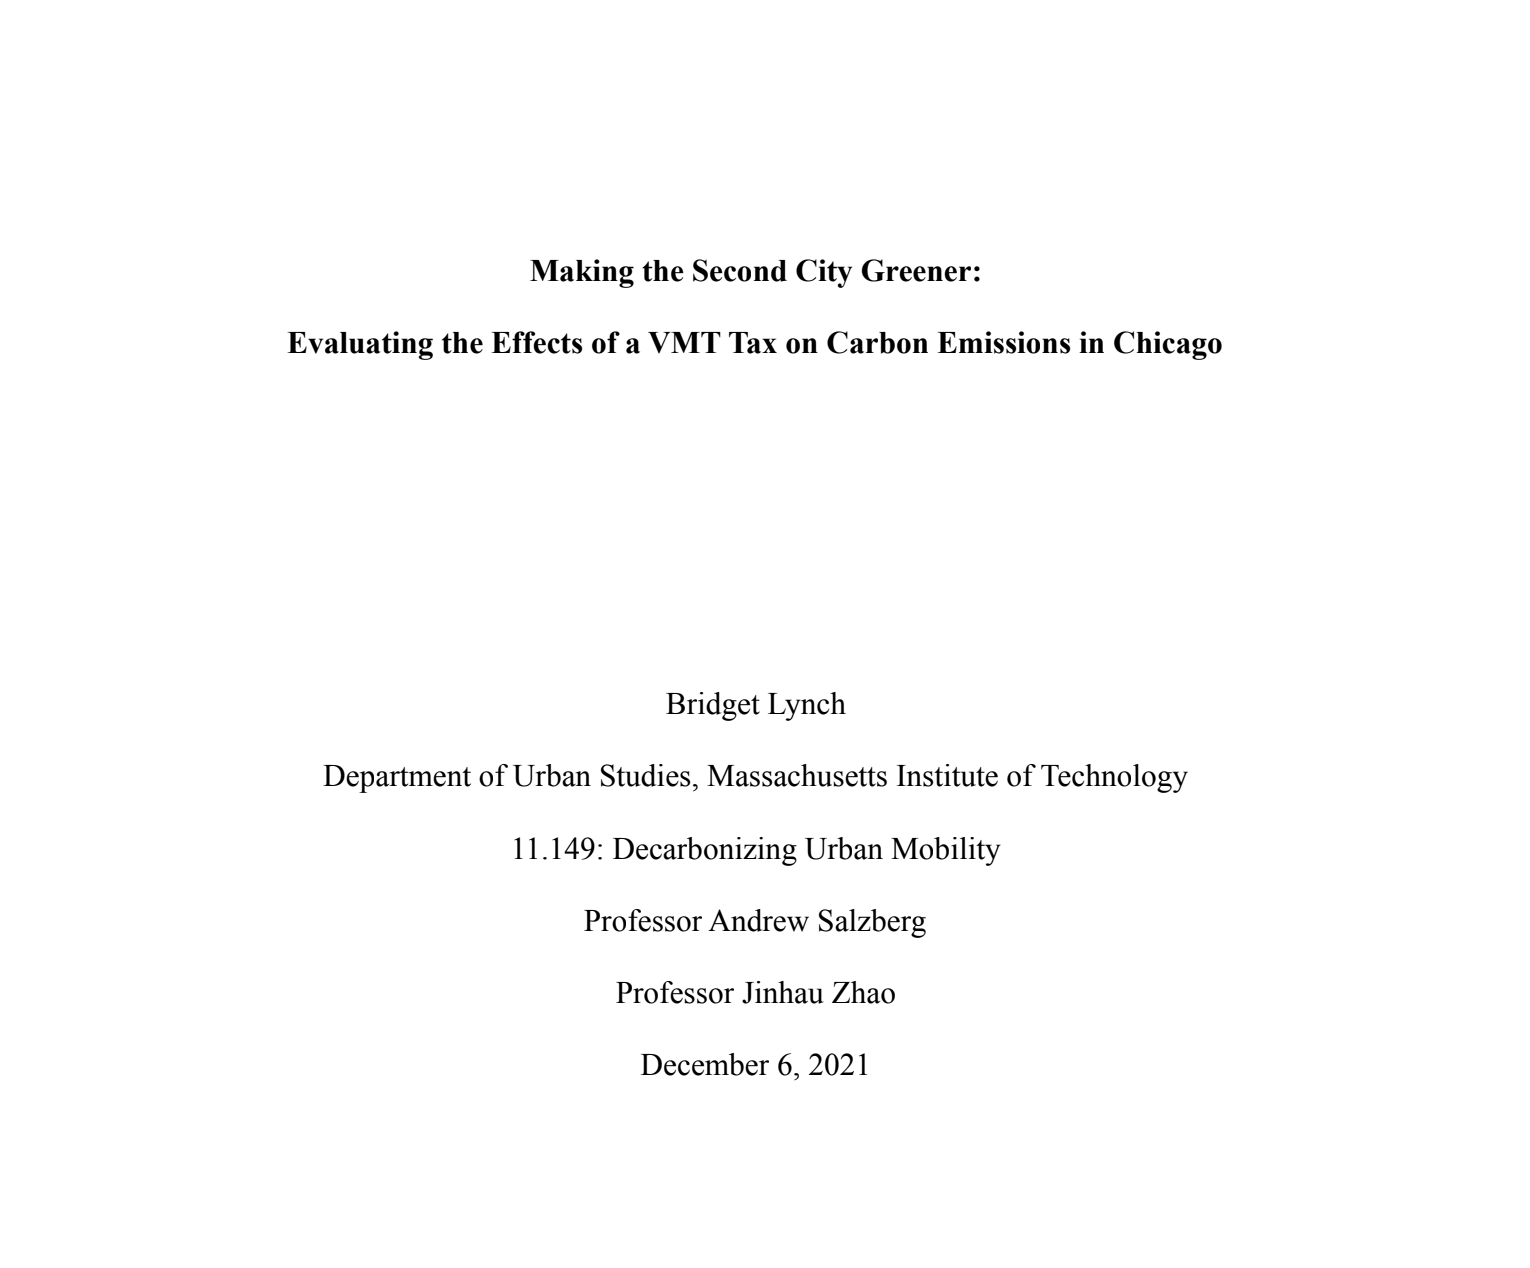 Making the Second City Greener:
Evaluating the Effects of a VMT Tax on Carbon Emissions in Chicago
Bridget Lynch
Department of Urban Studies, Massachusetts Institute of Technology
11.149: Decarbonizing Urban Mobility
Professor Andrew Salzberg
Professor Jinhau Zhao
December 6, 2021